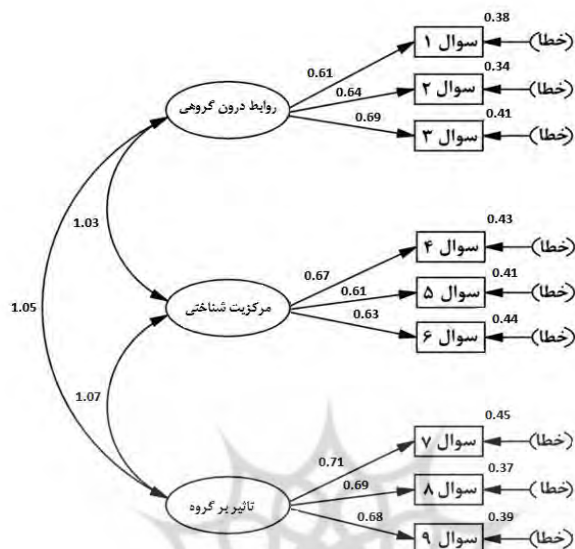 0.38
سوال ۱ (خطا)
0.61
0.34
روابط درون گروهی 0.64 سوال ۲ (خطا)
0.41
0.69 سوال ۳ (خطا)
1.03
0.43
0.67 سوال ۴ (خطا)
0.41
1.05 مرکزیت شناختی 0.61 سوال ۵ (خطا)
0.44
0.63 سوال ۶ (خطا)
1.07
0.45
0.71 سوال ۷ (خطا)
0.37
0.69 سوال ۸ (خطا)
تاثیر بر گروه 0.39
0.68 سوال ۹ (خطا)